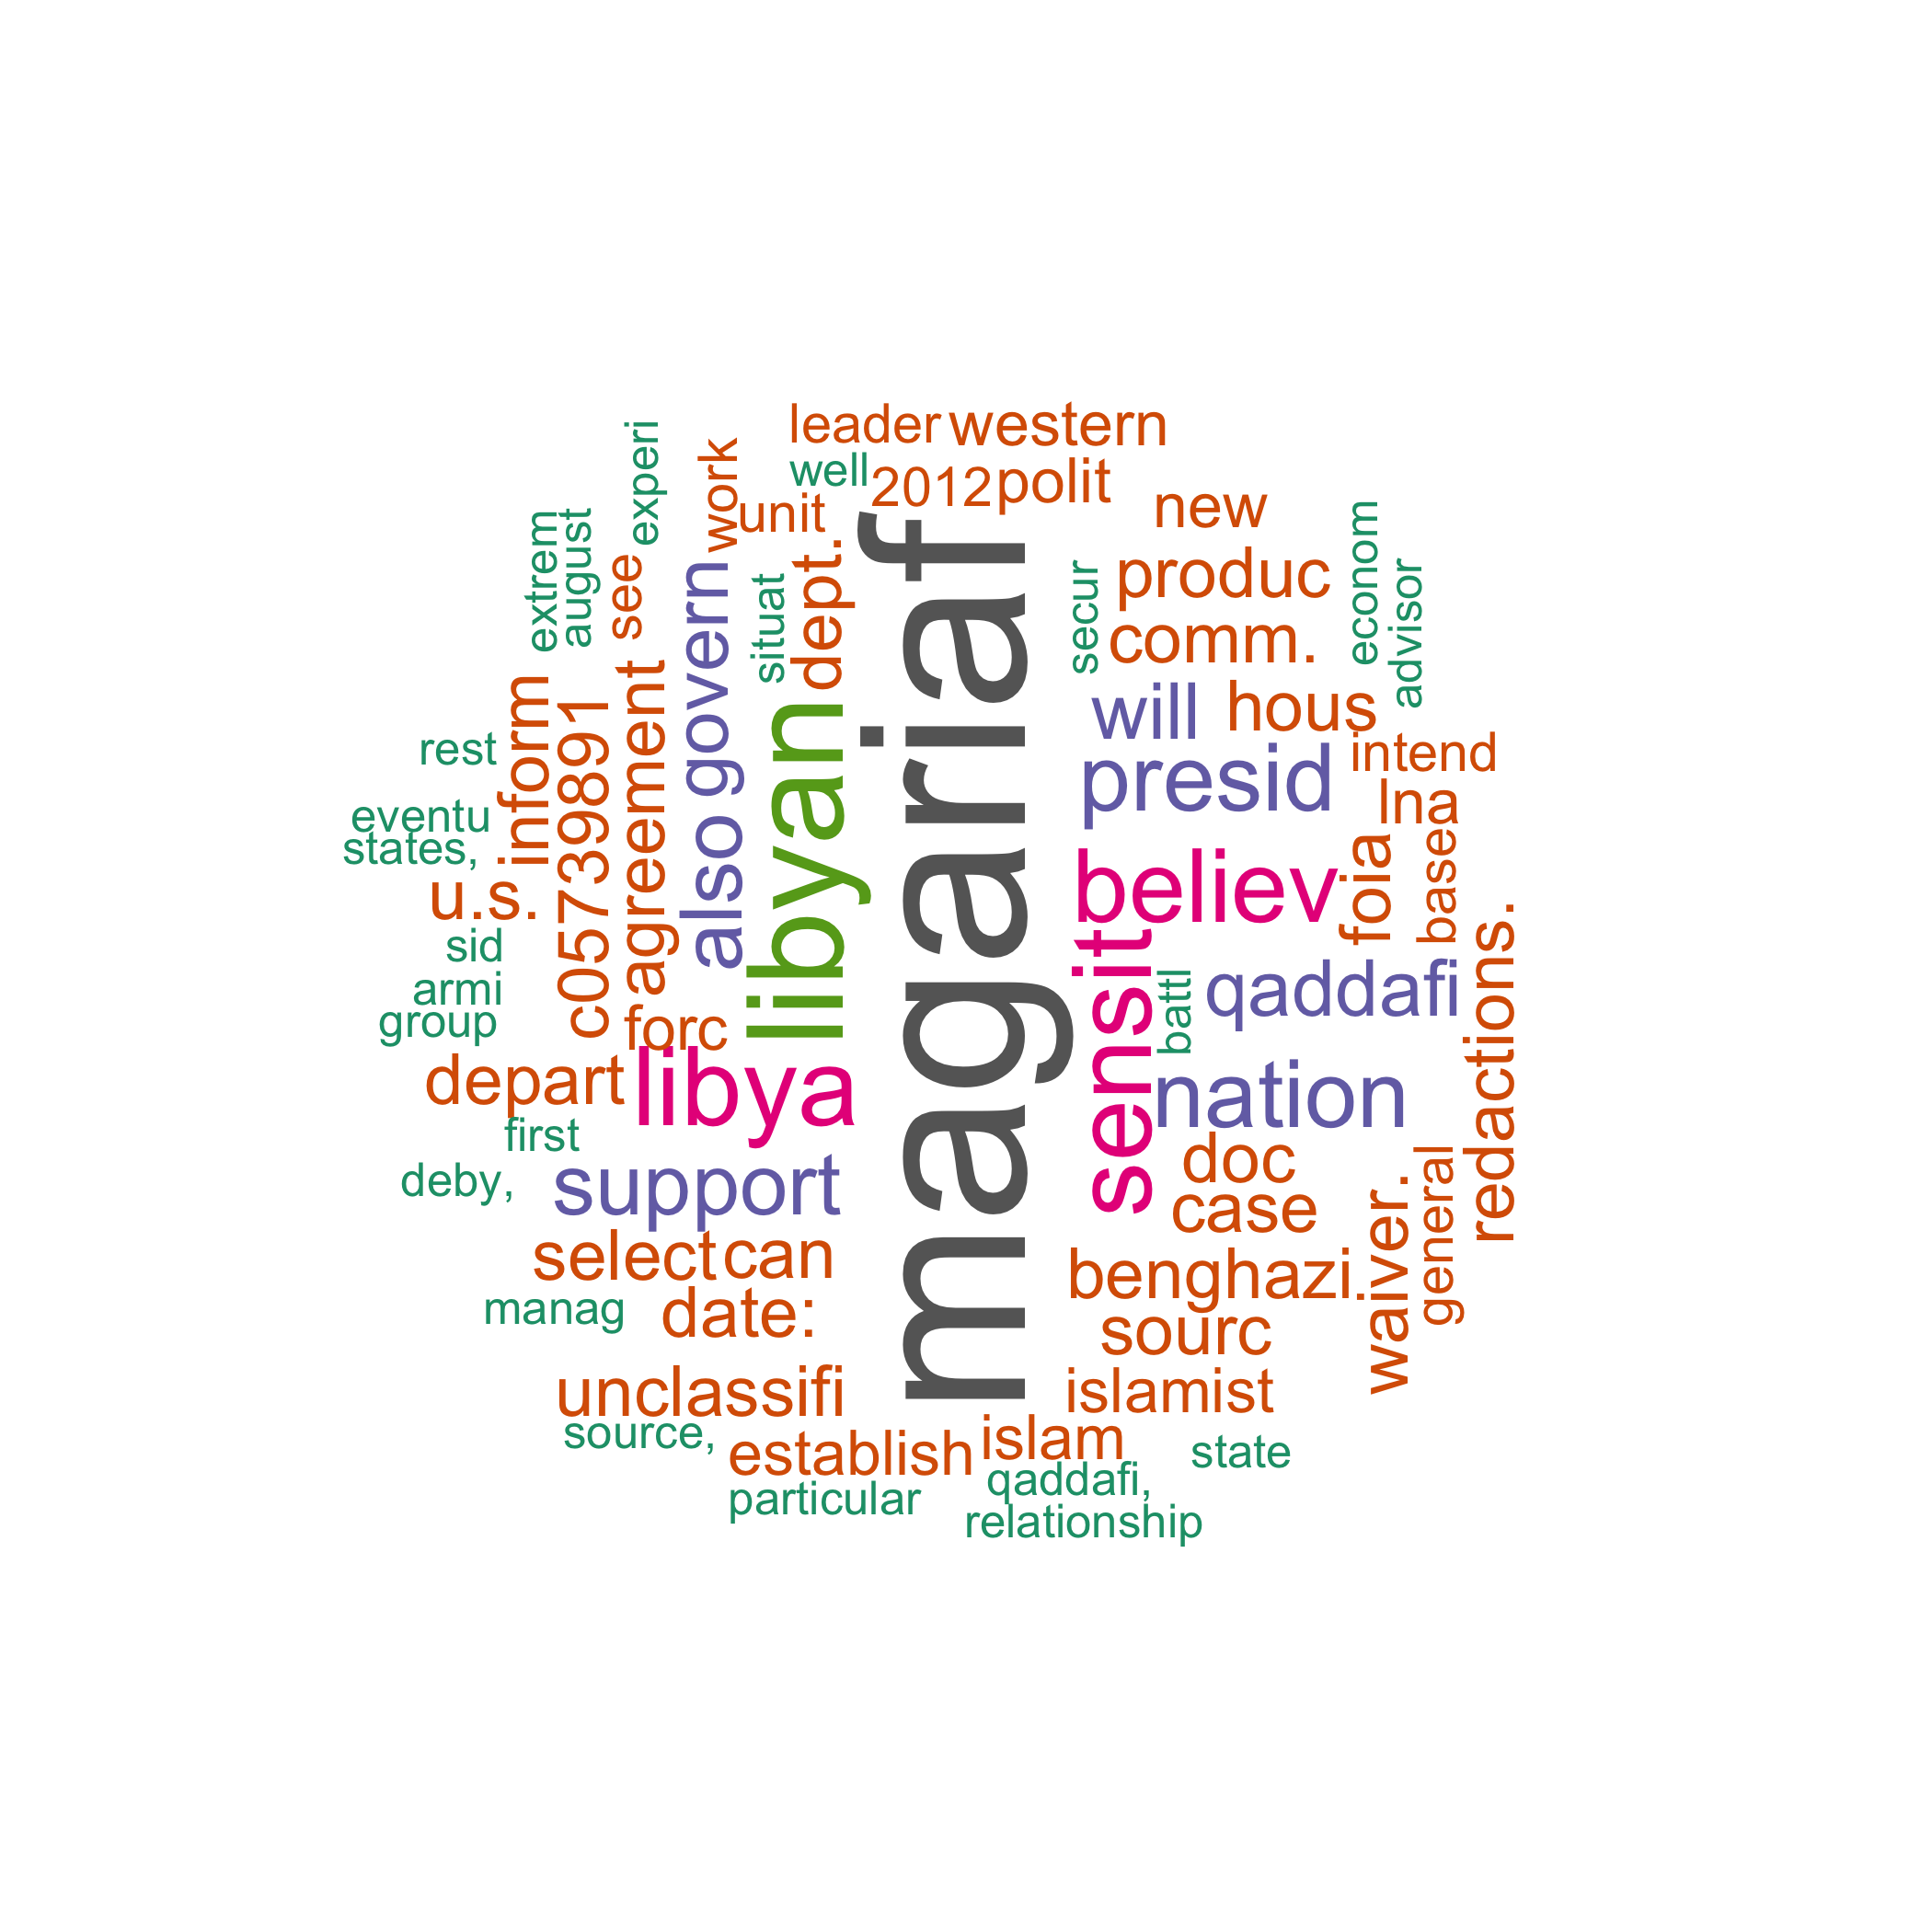 leader western
well 2012 polit
new
experi
work
unit
extrem
august
see
govern
situat
dept.
magariaf
secur
produc
comm.
econom
advisor
will hous
presid
intend
lna
rest
inform
c05739891
agreement
also
libyan
eventu
states,
u.s.
sid
armi
group
forc
believ
sensit
battl
foia
base
qaddafi
redactions.
depart
libya
nation
first
deby,
support
doc
case
waiver.
general
select can
benghazi
manag
date:
sourc
unclassifi
islamist
source,
establish
islam
state
particular
qaddafi,
relationship